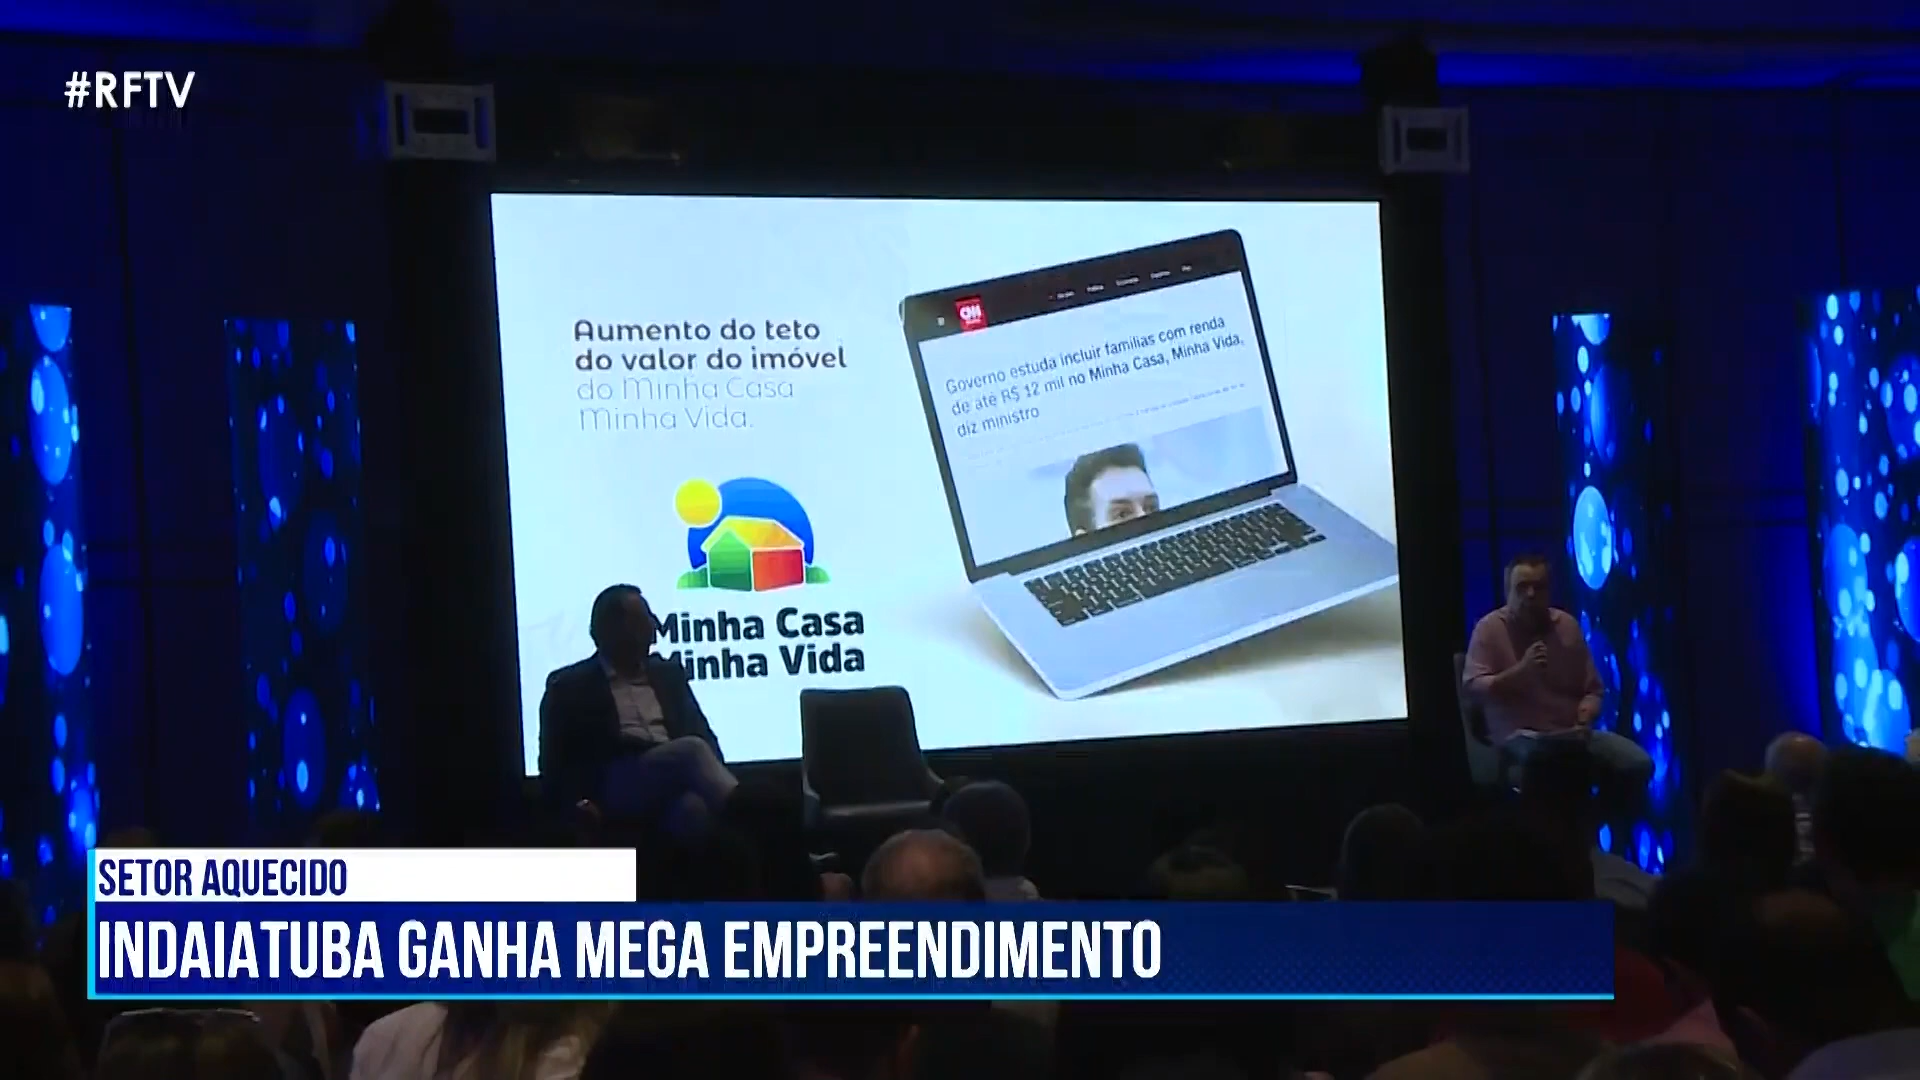 #RFTV
Aumento do teto
do valor do imóvel
do Minha Casa
Minha Vida.
CNN
Governo estuda incluir famílias com renda
de até R$ 12 mil no Minha Casa, Minha Vida,
diz ministro
Minha Casa
Minha Vida
SETOR AQUECIDO
INDAIATUBA GANHA MEGA EMPREENDIMENTO